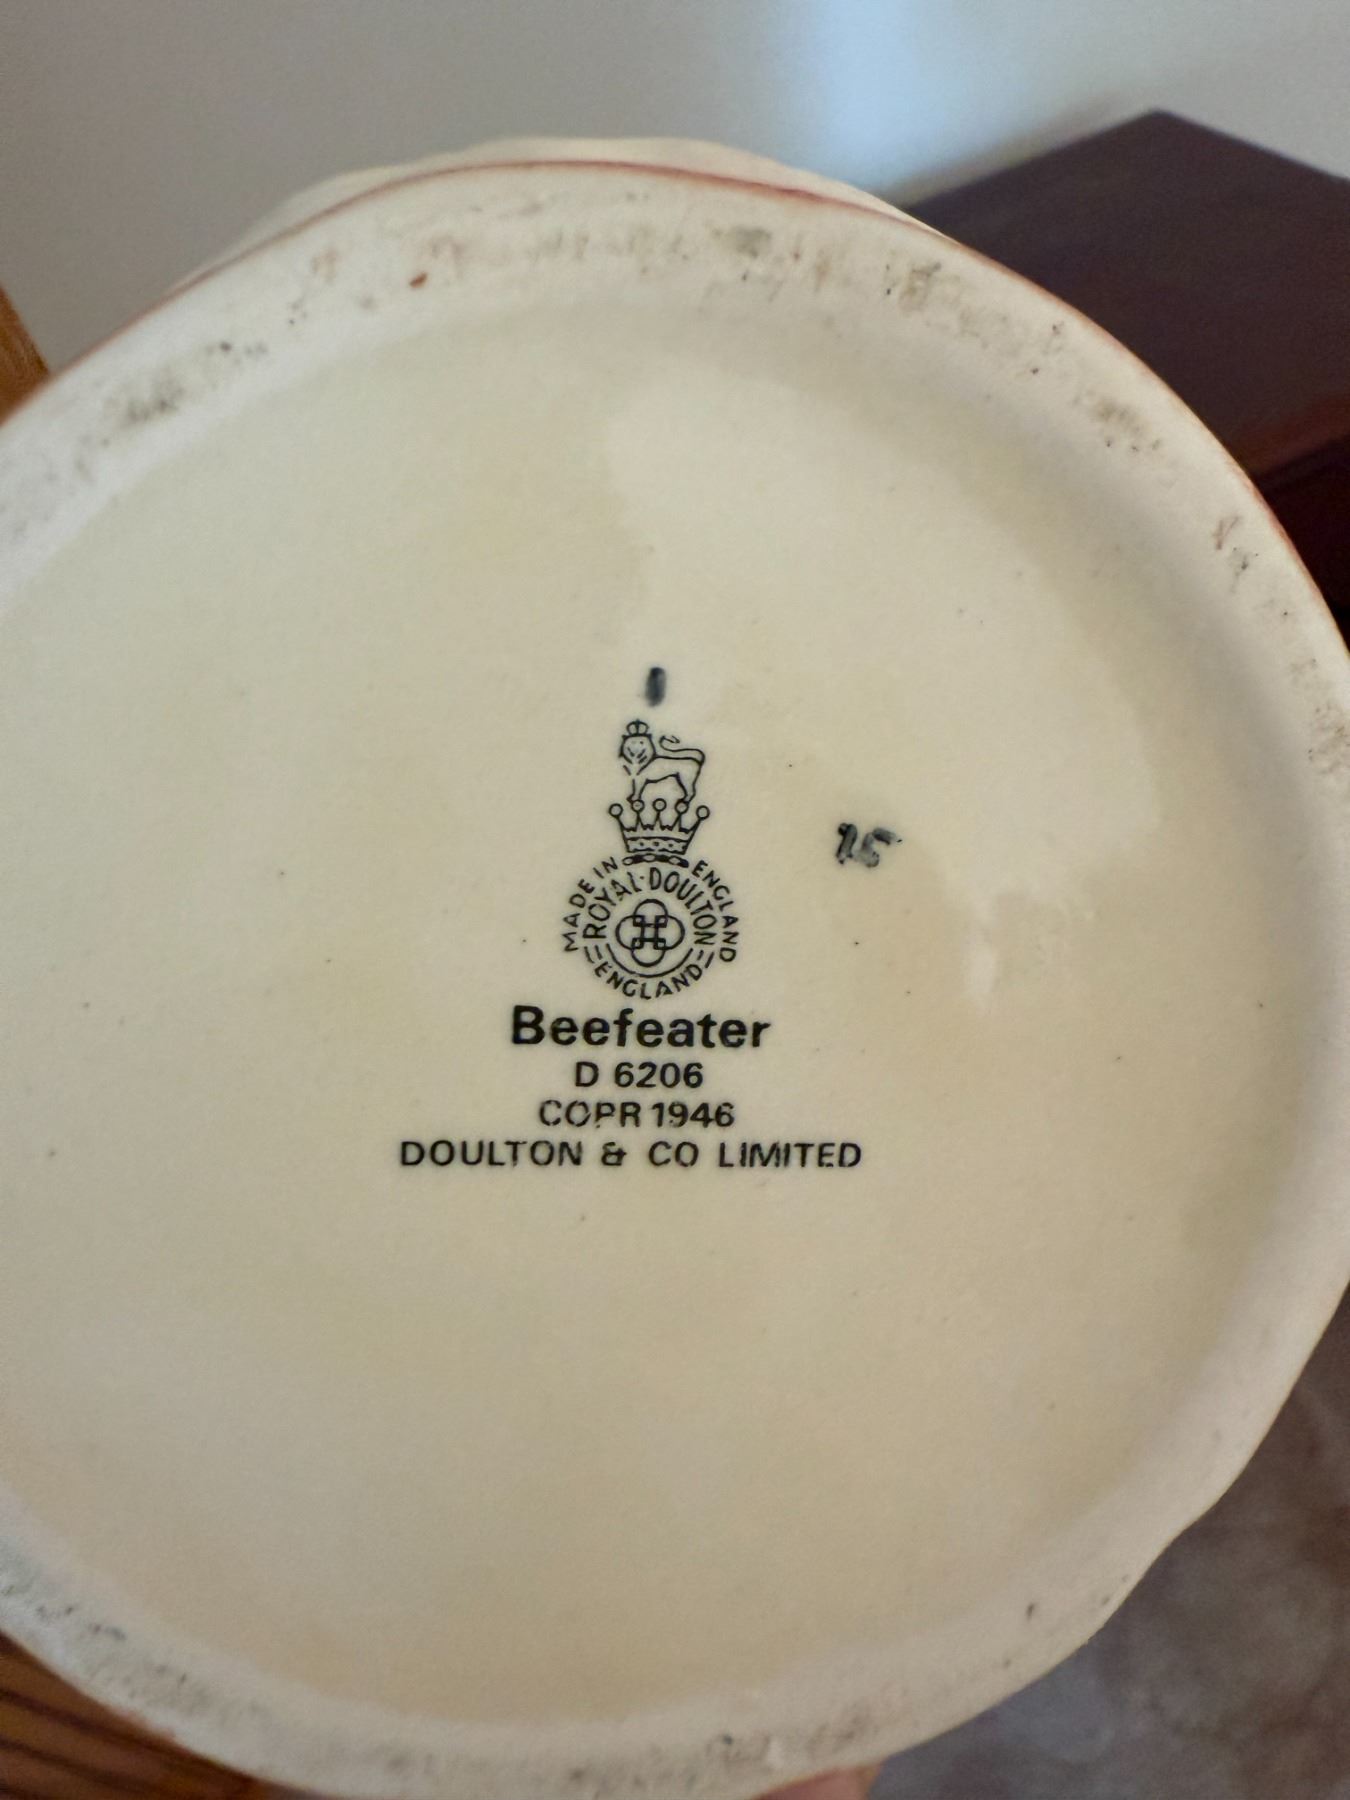 MADE IN ENGLAND
ROYAL·DOULTON
ENGLAND
Beefeater
D 6206
COPR 1946
DOULTON & CO LIMITED